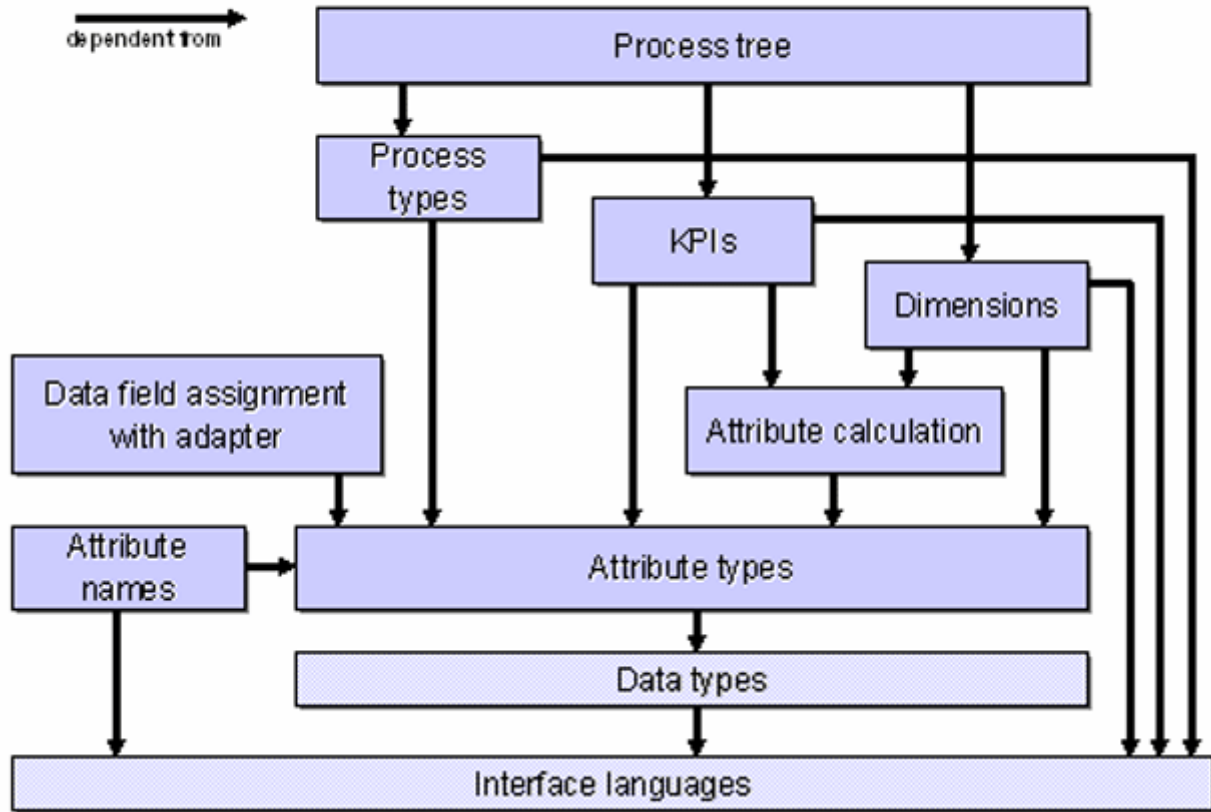 dependent from
Process tree
Process
types
KPIs
Dimensions
Data field assignment
with adapter
Attribute calculation
Attribute
names
Attribute types
Data types
Interface languages